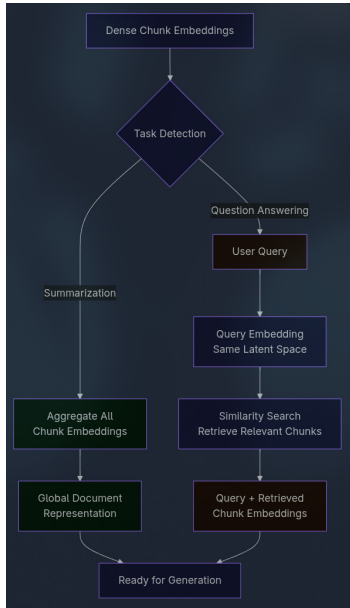 Dense Chunk Embeddings
Task Detection
Question Answering
User Query
Summarization
Query Embedding
Same Latent Space
Aggregate All
Chunk Embeddings
Similarity Search
Retrieve Relevant Chunks
Global Document
Representation
Query + Retrieved
Chunk Embeddings
Ready for Generation